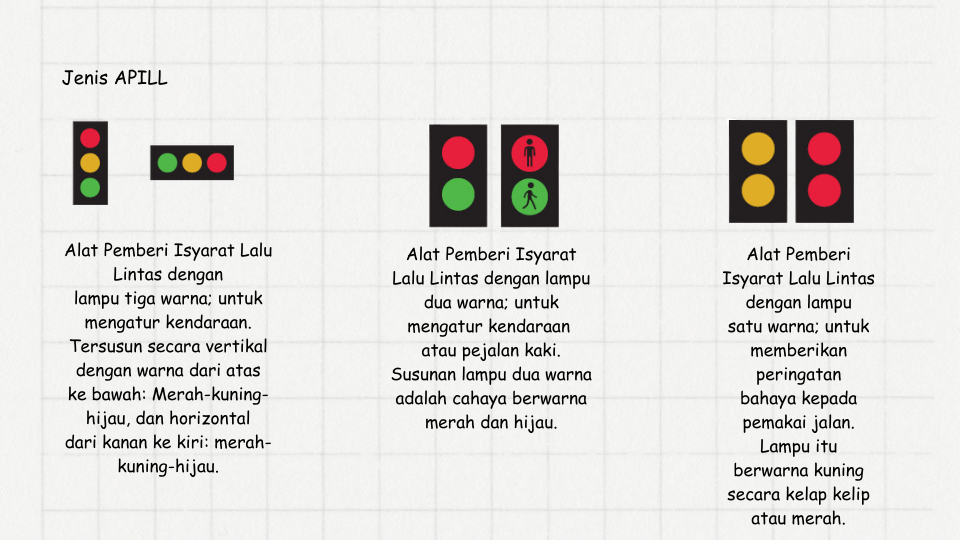 Jenis APILL
Alat Pemberi Isyarat Lalu
Lintas dengan
lampu tiga warna; untuk
mengatur kendaraan.
Tersusun secara vertikal
dengan warna dari atas
ke bawah: Merah-kuning-
hijau, dan horizontal
dari kanan ke kiri: merah-
kuning-hijau.
Alat Pemberi Isyarat
Lalu Lintas dengan lampu
dua warna; untuk
mengatur kendaraan
atau pejalan kaki.
Susunan lampu dua warna
adalah cahaya berwarna
merah dan hijau.
Alat Pemberi
Isyarat Lalu Lintas
dengan lampu
satu warna; untuk
memberikan
peringatan
bahaya kepada
pemakai jalan.
Lampu itu
berwarna kuning
secara kelap kelip
atau merah.